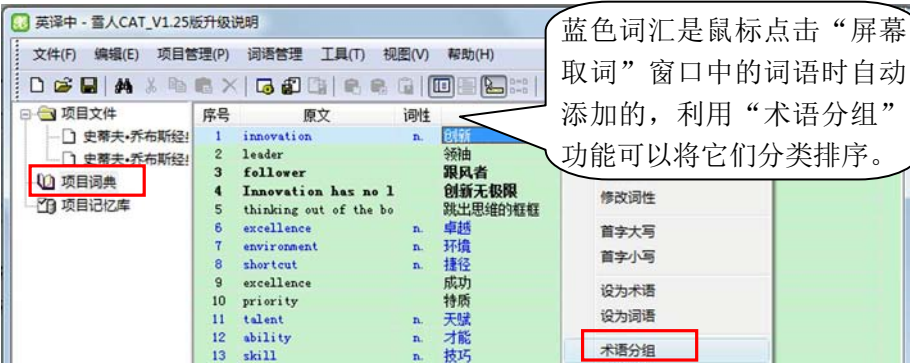 英译中 - 雪人CAT_V1.25版升级说明
蓝色词汇是鼠标点击“屏幕
取词”窗口中的词语时自动
添加的，利用“术语分组”
功能可以将它们分类排序。
文件(F) 编辑(E) 项目管理(P) 词语管理 工具(T) 视图(V) 帮助(H)
项目文件
史蒂夫·乔布斯经
史蒂夫·乔布斯经
项目词典
项目记忆库
序号 原文 词性
1 innovation n. 创新
2 leader 领袖
3 follower 跟风者
4 Innovation has no l 创新无极限
5 thinking out of the bo 跳出思维的框框
6 excellence n. 卓越
7 environment n. 环境
8 shortcut n. 捷径
9 excellence 成功
10 priority 特质
11 talent n. 天赋
12 ability n. 才能
13 skill n. 技巧
修改词性
首字大写
首字小写
设为术语
设为词语
术语分组